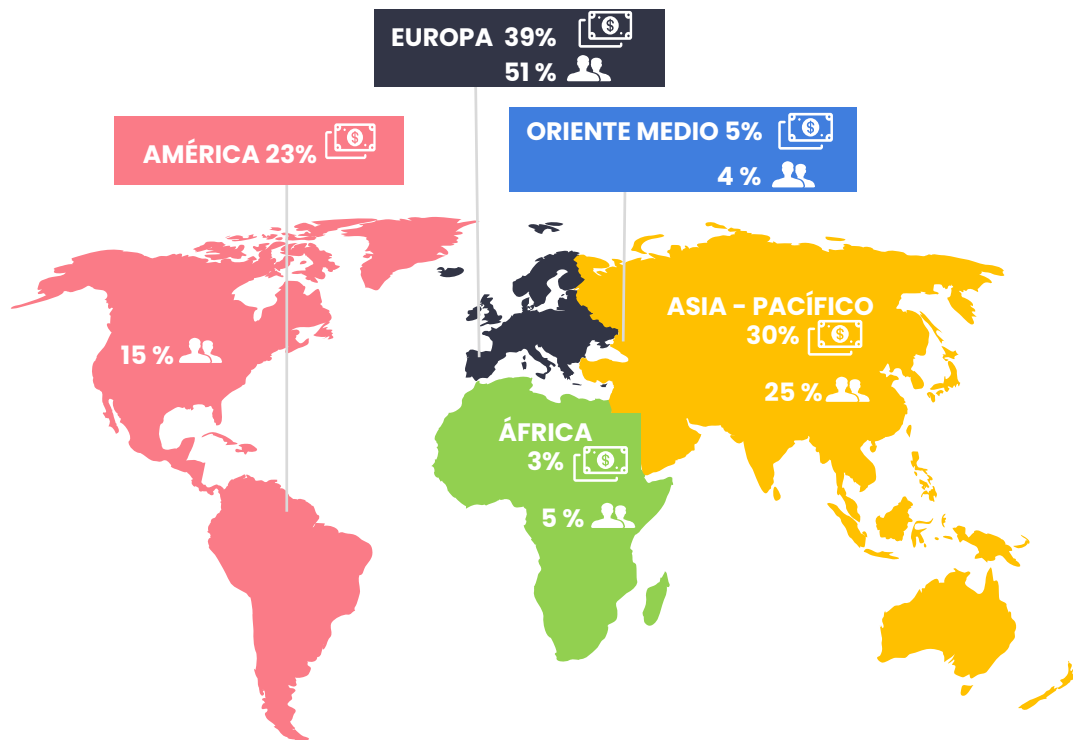 EUROPA 39%
51 %
AMÉRICA 23%
ORIENTE MEDIO 5%
4 %
15 %
ASIA - PACÍFICO
30%
25 %
ÁFRICA
3%
5 %